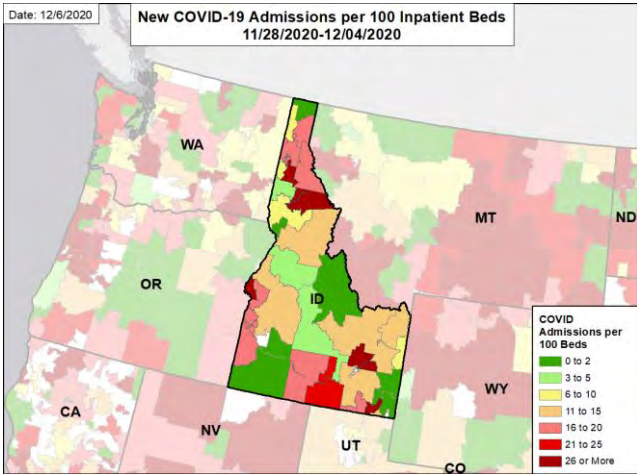 Date: 12/6/2020
New COVID-19 Admissions per 100 Inpatient Beds
11/28/2020-12/04/2020
WA
MT
ND
OR
ID
WY
CA
NV
UT
CO
COVID
Admissions per
100 Beds
0 to 2
3 to 5
6 to 10
11 to 15
16 to 20
21 to 25
26 or More